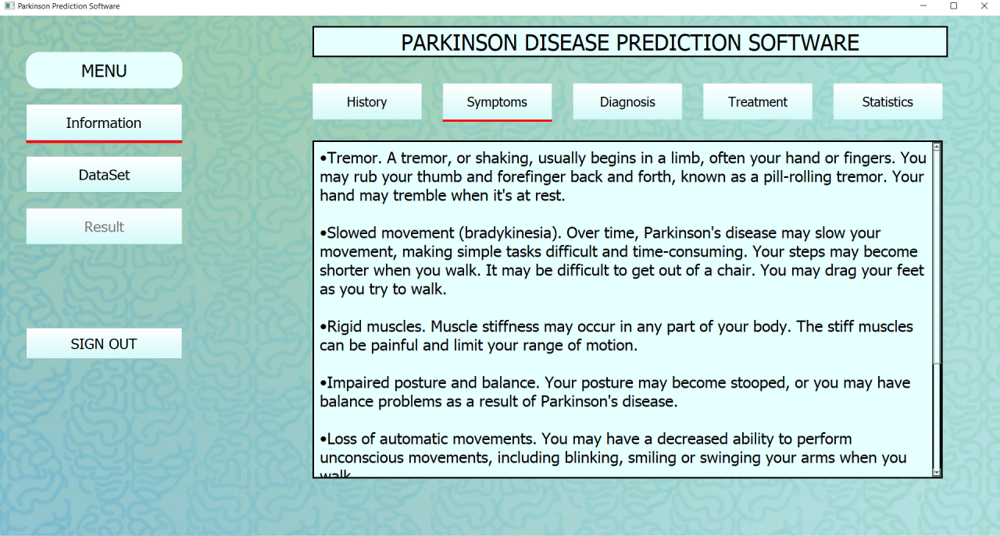 Parkinson Prediction Software
PARKINSON DISEASE PREDICTION SOFTWARE
MENU
Information
DataSet
Result
SIGN OUT
History
Symptoms
Diagnosis
Treatment
Statistics
•Tremor. A tremor, or shaking, usually begins in a limb, often your hand or fingers. You
may rub your thumb and forefinger back and forth, known as a pill-rolling tremor. Your
hand may tremble when it's at rest.
•Slowed movement (bradykinesia). Over time, Parkinson's disease may slow your
movement, making simple tasks difficult and time-consuming. Your steps may become
shorter when you walk. It may be difficult to get out of a chair. You may drag your feet
as you try to walk.
•Rigid muscles. Muscle stiffness may occur in any part of your body. The stiff muscles
can be painful and limit your range of motion.
•Impaired posture and balance. Your posture may become stooped, or you may have
balance problems as a result of Parkinson's disease.
•Loss of automatic movements. You may have a decreased ability to perform
unconscious movements, including blinking, smiling or swinging your arms when you
walk